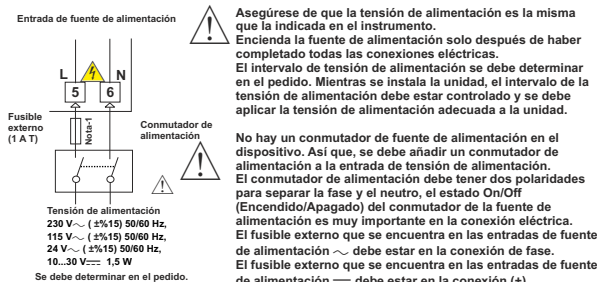 Entrada de fuente de alimentación
L N
5 6
Fusible
externo
(1 A T)
Nota-1
Conmutador de
alimentación
Tensión de alimentación
230 V〜 ( ±%15) 50/60 Hz,
115 V〜 ( ±%15) 50/60 Hz,
24 V〜 ( ±%15) 50/60 Hz,
10...30 V⎓ 1,5 W
Se debe determinar en el pedido.
Asegúrese de que la tensión de alimentación es la misma
que la indicada en el instrumento.
Encienda la fuente de alimentación solo después de haber
completado todas las conexiones eléctricas.
El intervalo de tensión de alimentación se debe determinar
en el pedido. Mientras se instala la unidad, el intervalo de la
tensión de alimentación debe estar controlado y se debe
aplicar la tensión de alimentación adecuada a la unidad.
No hay un conmutador de fuente de alimentación en el
dispositivo. Así que, se debe añadir un conmutador de
alimentación a la entrada de tensión de alimentación.
El conmutador de alimentación debe tener dos polaridades
para separar la fase y el neutro, el estado On/Off
(Encendido/Apagado) del conmutador de la fuente de
alimentación es muy importante en la conexión eléctrica.
El fusible externo que se encuentra en las entradas de fuente
de alimentación 〜 debe estar en la conexión de fase.
El fusible externo que se encuentra en las entradas de fuente
de alimentación ⎓ debe estar en la conexión (+)